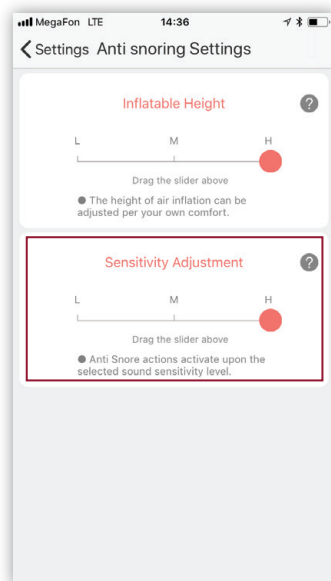 MegaFon LTE 14:36
Settings Anti snoring Settings
Inflatable Height ?
L M H
Drag the slider above
● The height of air inflation can be
adjusted per your own comfort.
Sensitivity Adjustment ?
L M H
Drag the slider above
● Anti Snore actions activate upon the
selected sound sensitivity level.